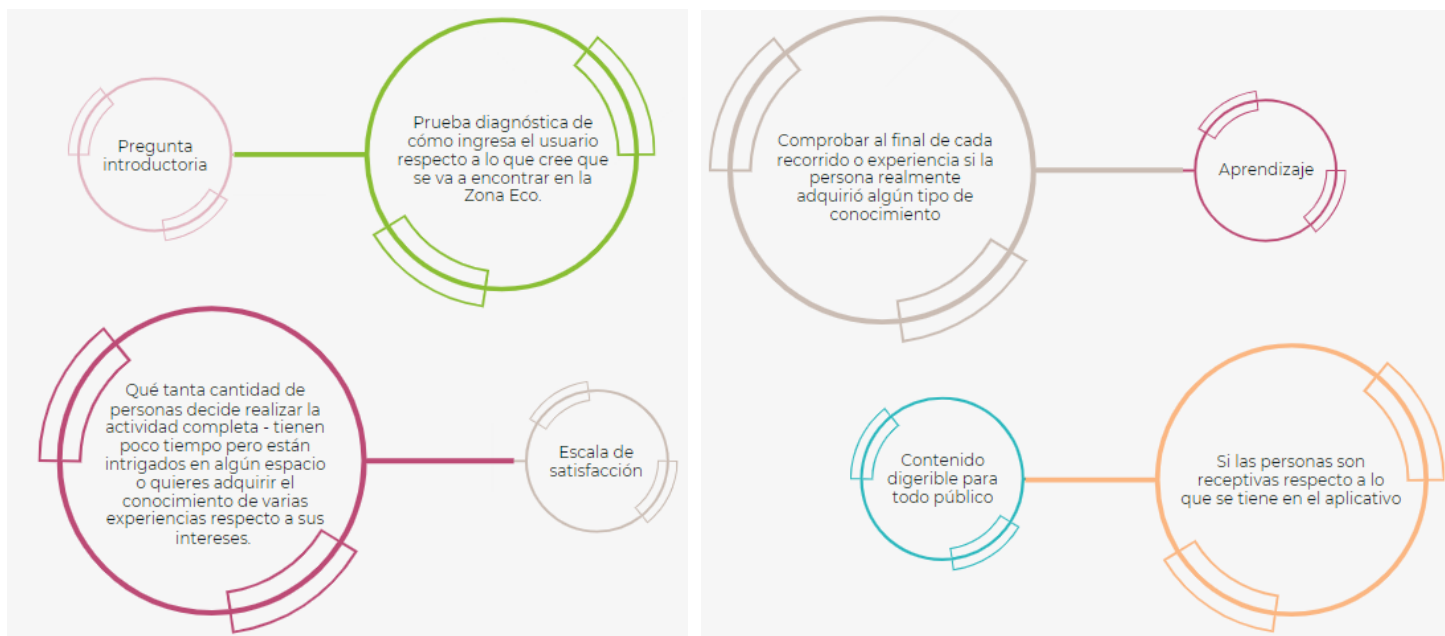 Pregunta
introductoria
Prueba diagnóstica de
cómo ingresa el usuario
respecto a lo que cree que
se va a encontrar en la
Zona Eco.
Qué tanta cantidad de
personas decide realizar la
actividad completa - tienen
poco tiempo pero están
intrigados en algún espacio
o quieres adquirir el
conocimiento de varias
experiencias respecto a sus
intereses.
Escala de
satisfacción
Comprobar al final de cada
recorrido o experiencia si la
persona realmente
adquirió algún tipo de
conocimiento
Aprendizaje
Contenido
digerible para
todo público
Si las personas son
receptivas respecto a lo
que se tiene en el aplicativo